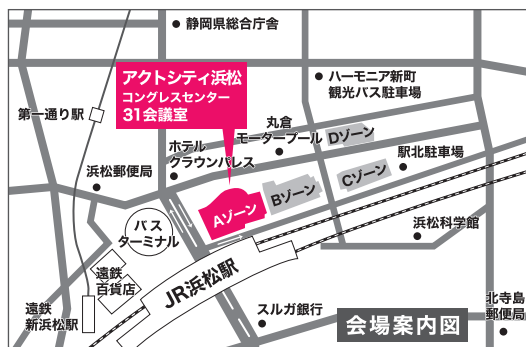 静岡県総合庁舎
アクトシティ浜松
コングレスセンター
31会議室
ハーモニア新町
観光バス駐車場
第一通り駅
丸倉
モータープール
Dゾーン
ホテル
クラウンパレス
駅北駐車場
浜松郵便局
Cゾーン
Bゾーン
Aゾーン
バス
ターミナル
浜松科学館
遠鉄
百貨店
JR浜松駅
遠鉄
新浜松駅
スルガ銀行
北寺島
郵便局
会場案内図